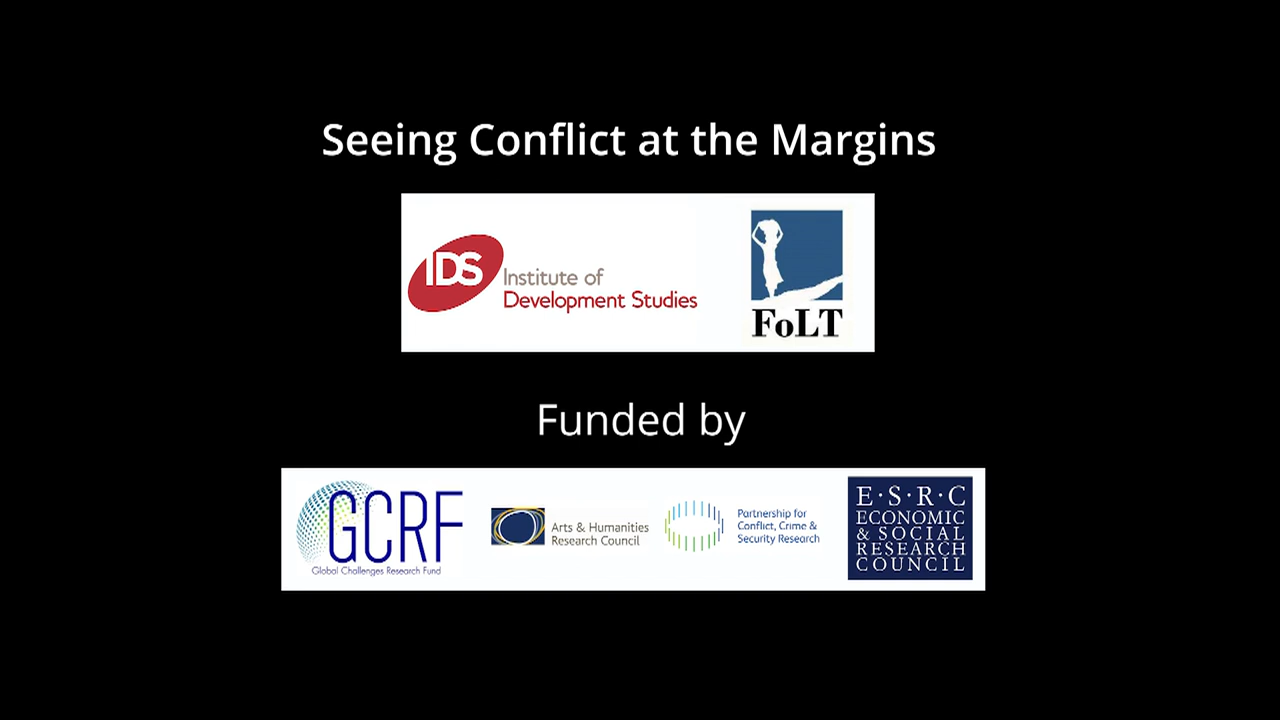 Seeing Conflict at the Margins
IDS
Institute of
Development Studies
FoLT
Funded by
GCRF
Global Challenges Research Fund
Arts & Humanities
Research Council
Partnership for
Conflict, Crime &
Security Research
E·S·R·C
ECONOMIC
& SOCIAL
RESEARCH
COUNCIL